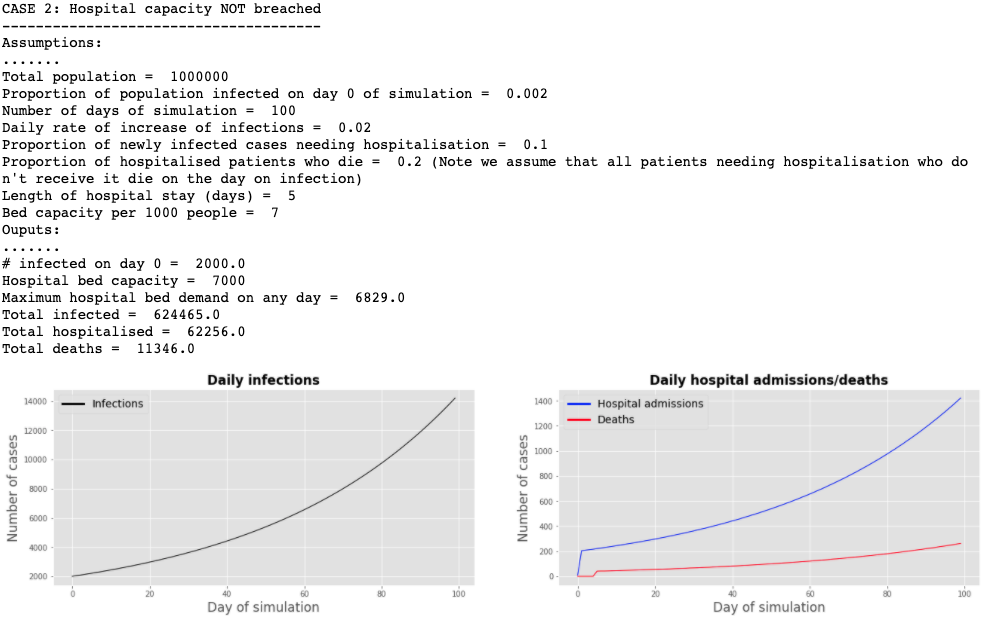 CASE 2: Hospital capacity NOT breached
-------------------------------------
Assumptions:
.......
Total population =  1000000
Proportion of population infected on day 0 of simulation =  0.002
Number of days of simulation =  100
Daily rate of increase of infections =  0.02
Proportion of newly infected cases needing hospitalisation =  0.1
Proportion of hospitalised patients who die =  0.2 (Note we assume that all patients needing hospitalisation who do
n't receive it die on the day on infection)
Length of hospital stay (days) =  5
Bed capacity per 1000 people =  7
Ouputs:
.......
# infected on day 0 =  2000.0
Hospital bed capacity =  7000
Maximum hospital bed demand on any day =  6829.0
Total infected =  624465.0
Total hospitalised =  62256.0
Total deaths =  11346.0
Daily infections
Infections
Number of cases
14000
12000
10000
8000
6000
4000
2000
0 20 40 60 80 100
Day of simulation
Daily hospital admissions/deaths
Hospital admissions
Deaths
Number of cases
1400
1200
1000
800
600
400
200
0
0 20 40 60 80 100
Day of simulation